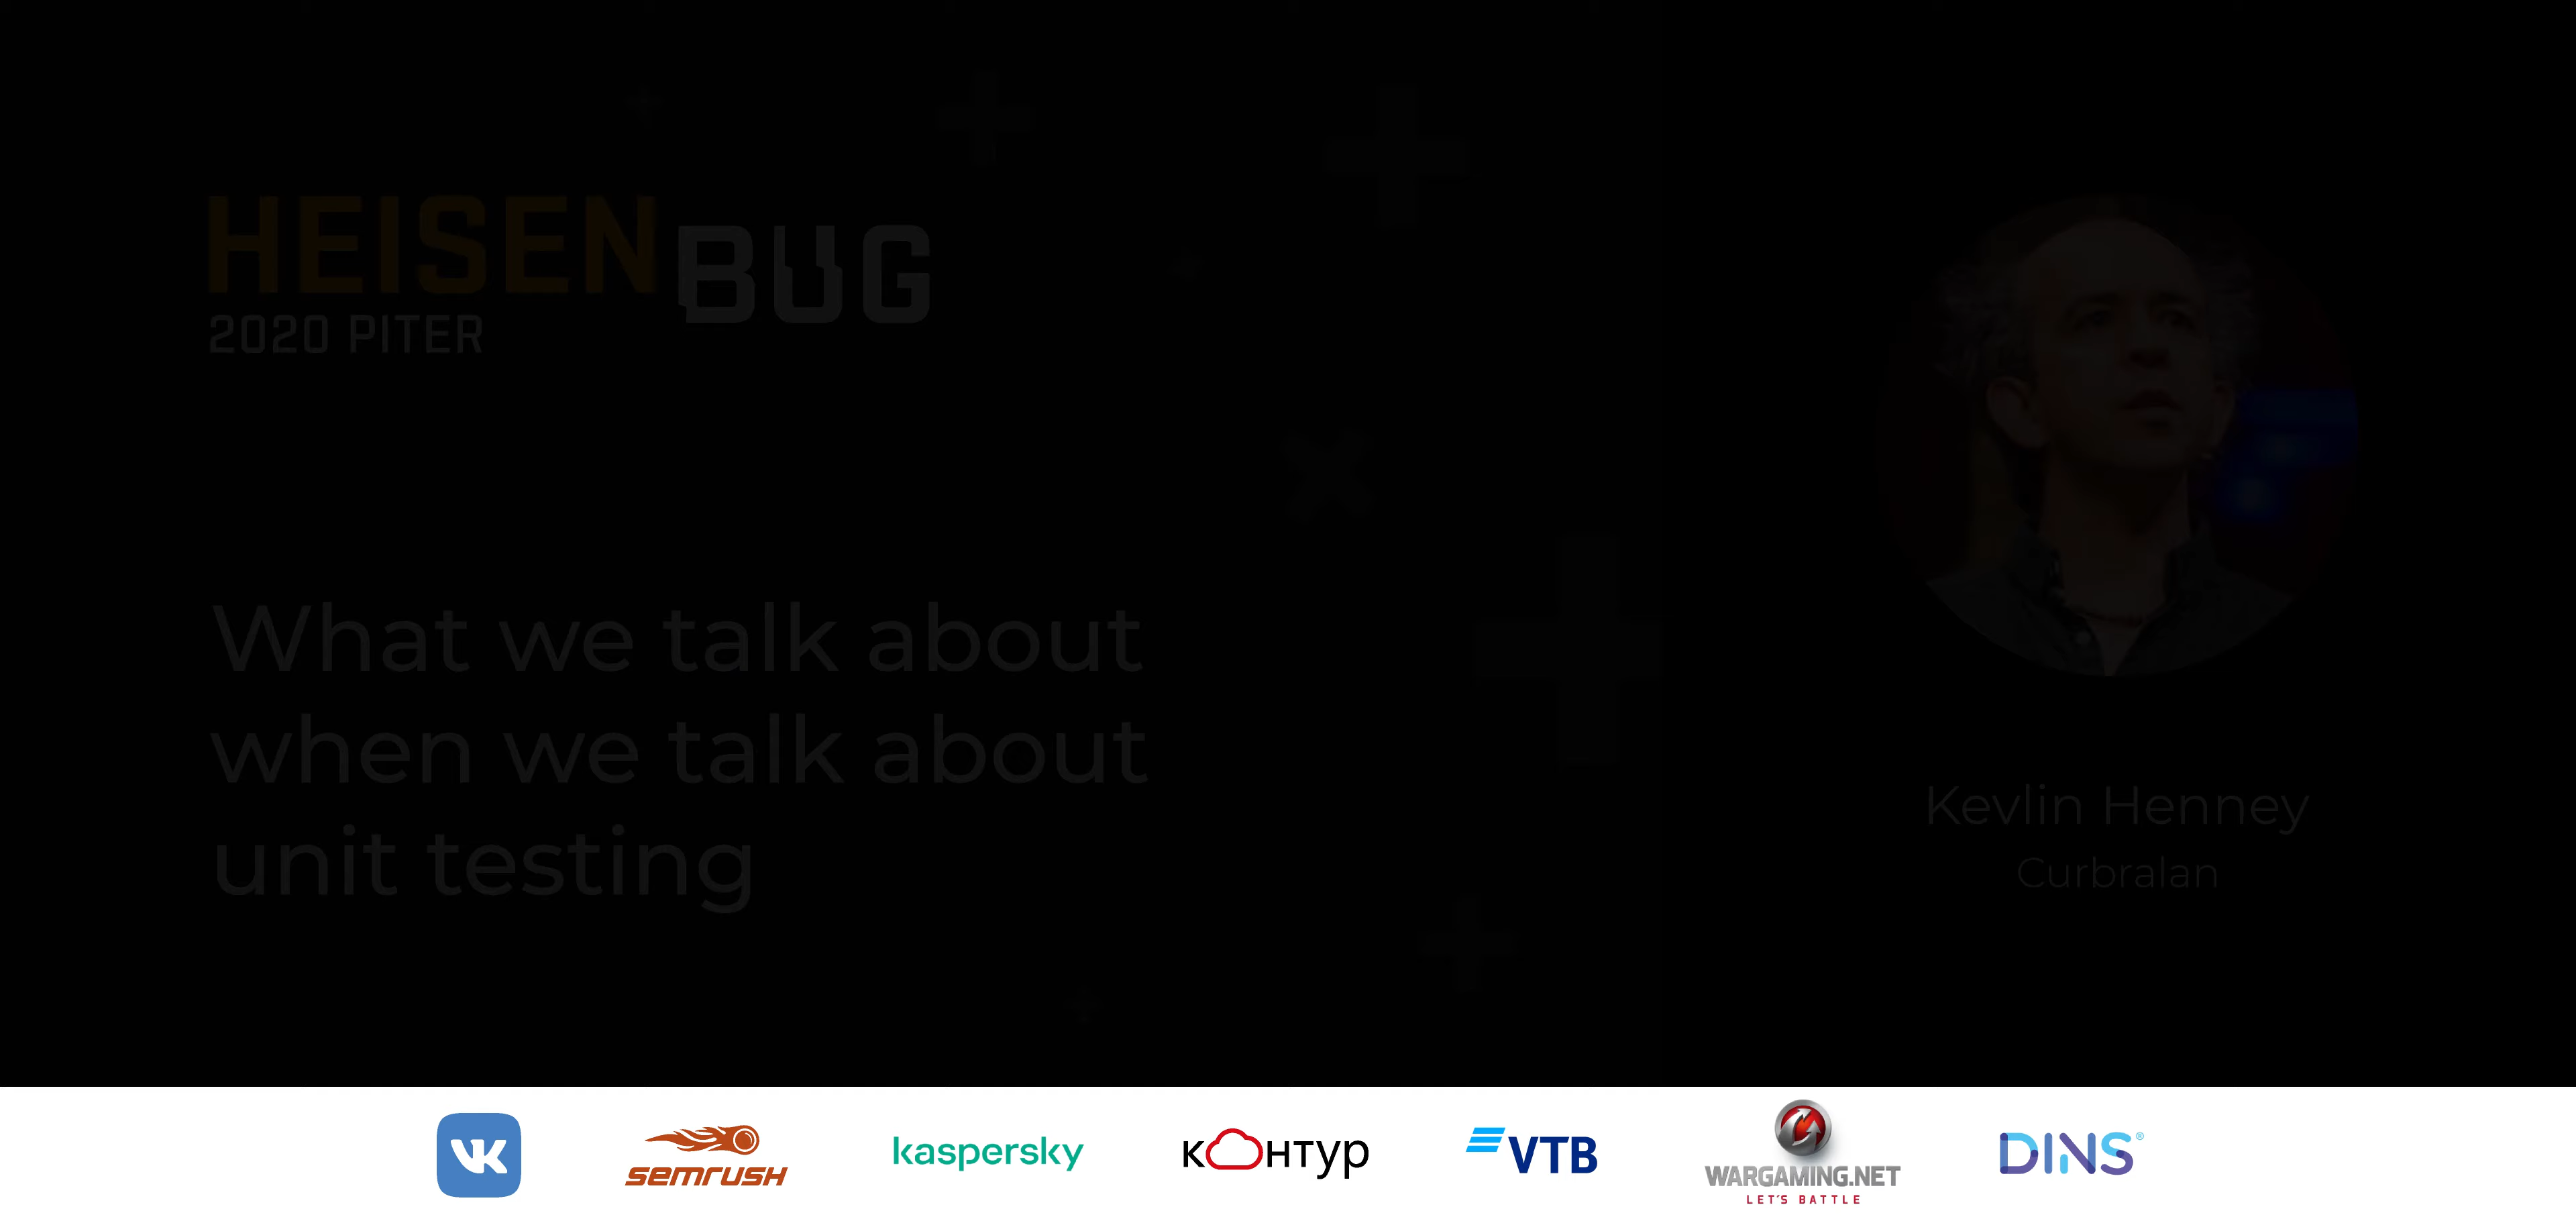 HEISENBUG
2020 PITER
What we talk about
when we talk about
unit testing
Kevlin Henney
Curbralan
VK
semrush
kaspersky
контур
VTB
WARGAMING.NET
LET'S BATTLE
DINS®